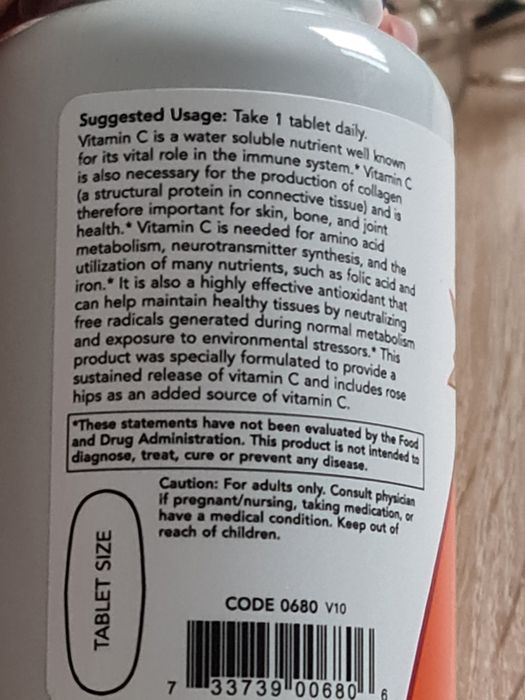 Suggested Usage: Take 1 tablet daily.
Vitamin C is a water soluble nutrient well known
for its vital role in the immune system.* Vitamin C
is also necessary for the production of collagen
(a structural protein in connective tissue) and is
therefore important for skin, bone, and joint
health.* Vitamin C is needed for amino acid
metabolism, neurotransmitter synthesis, and the
utilization of many nutrients, such as folic acid and
iron.* It is also a highly effective antioxidant that
can help maintain healthy tissues by neutralizing
free radicals generated during normal metabolism
and exposure to environmental stressors.* This
product was specially formulated to provide a
sustained release of vitamin C and includes rose
hips as an added source of vitamin C.
*These statements have not been evaluated by the Food
and Drug Administration. This product is not intended to
diagnose, treat, cure or prevent any disease.
Caution: For adults only. Consult physician
if pregnant/nursing, taking medication, or
have a medical condition. Keep out of
reach of children.
TABLET SIZE
CODE 0680 V10
7 33739 00680 6